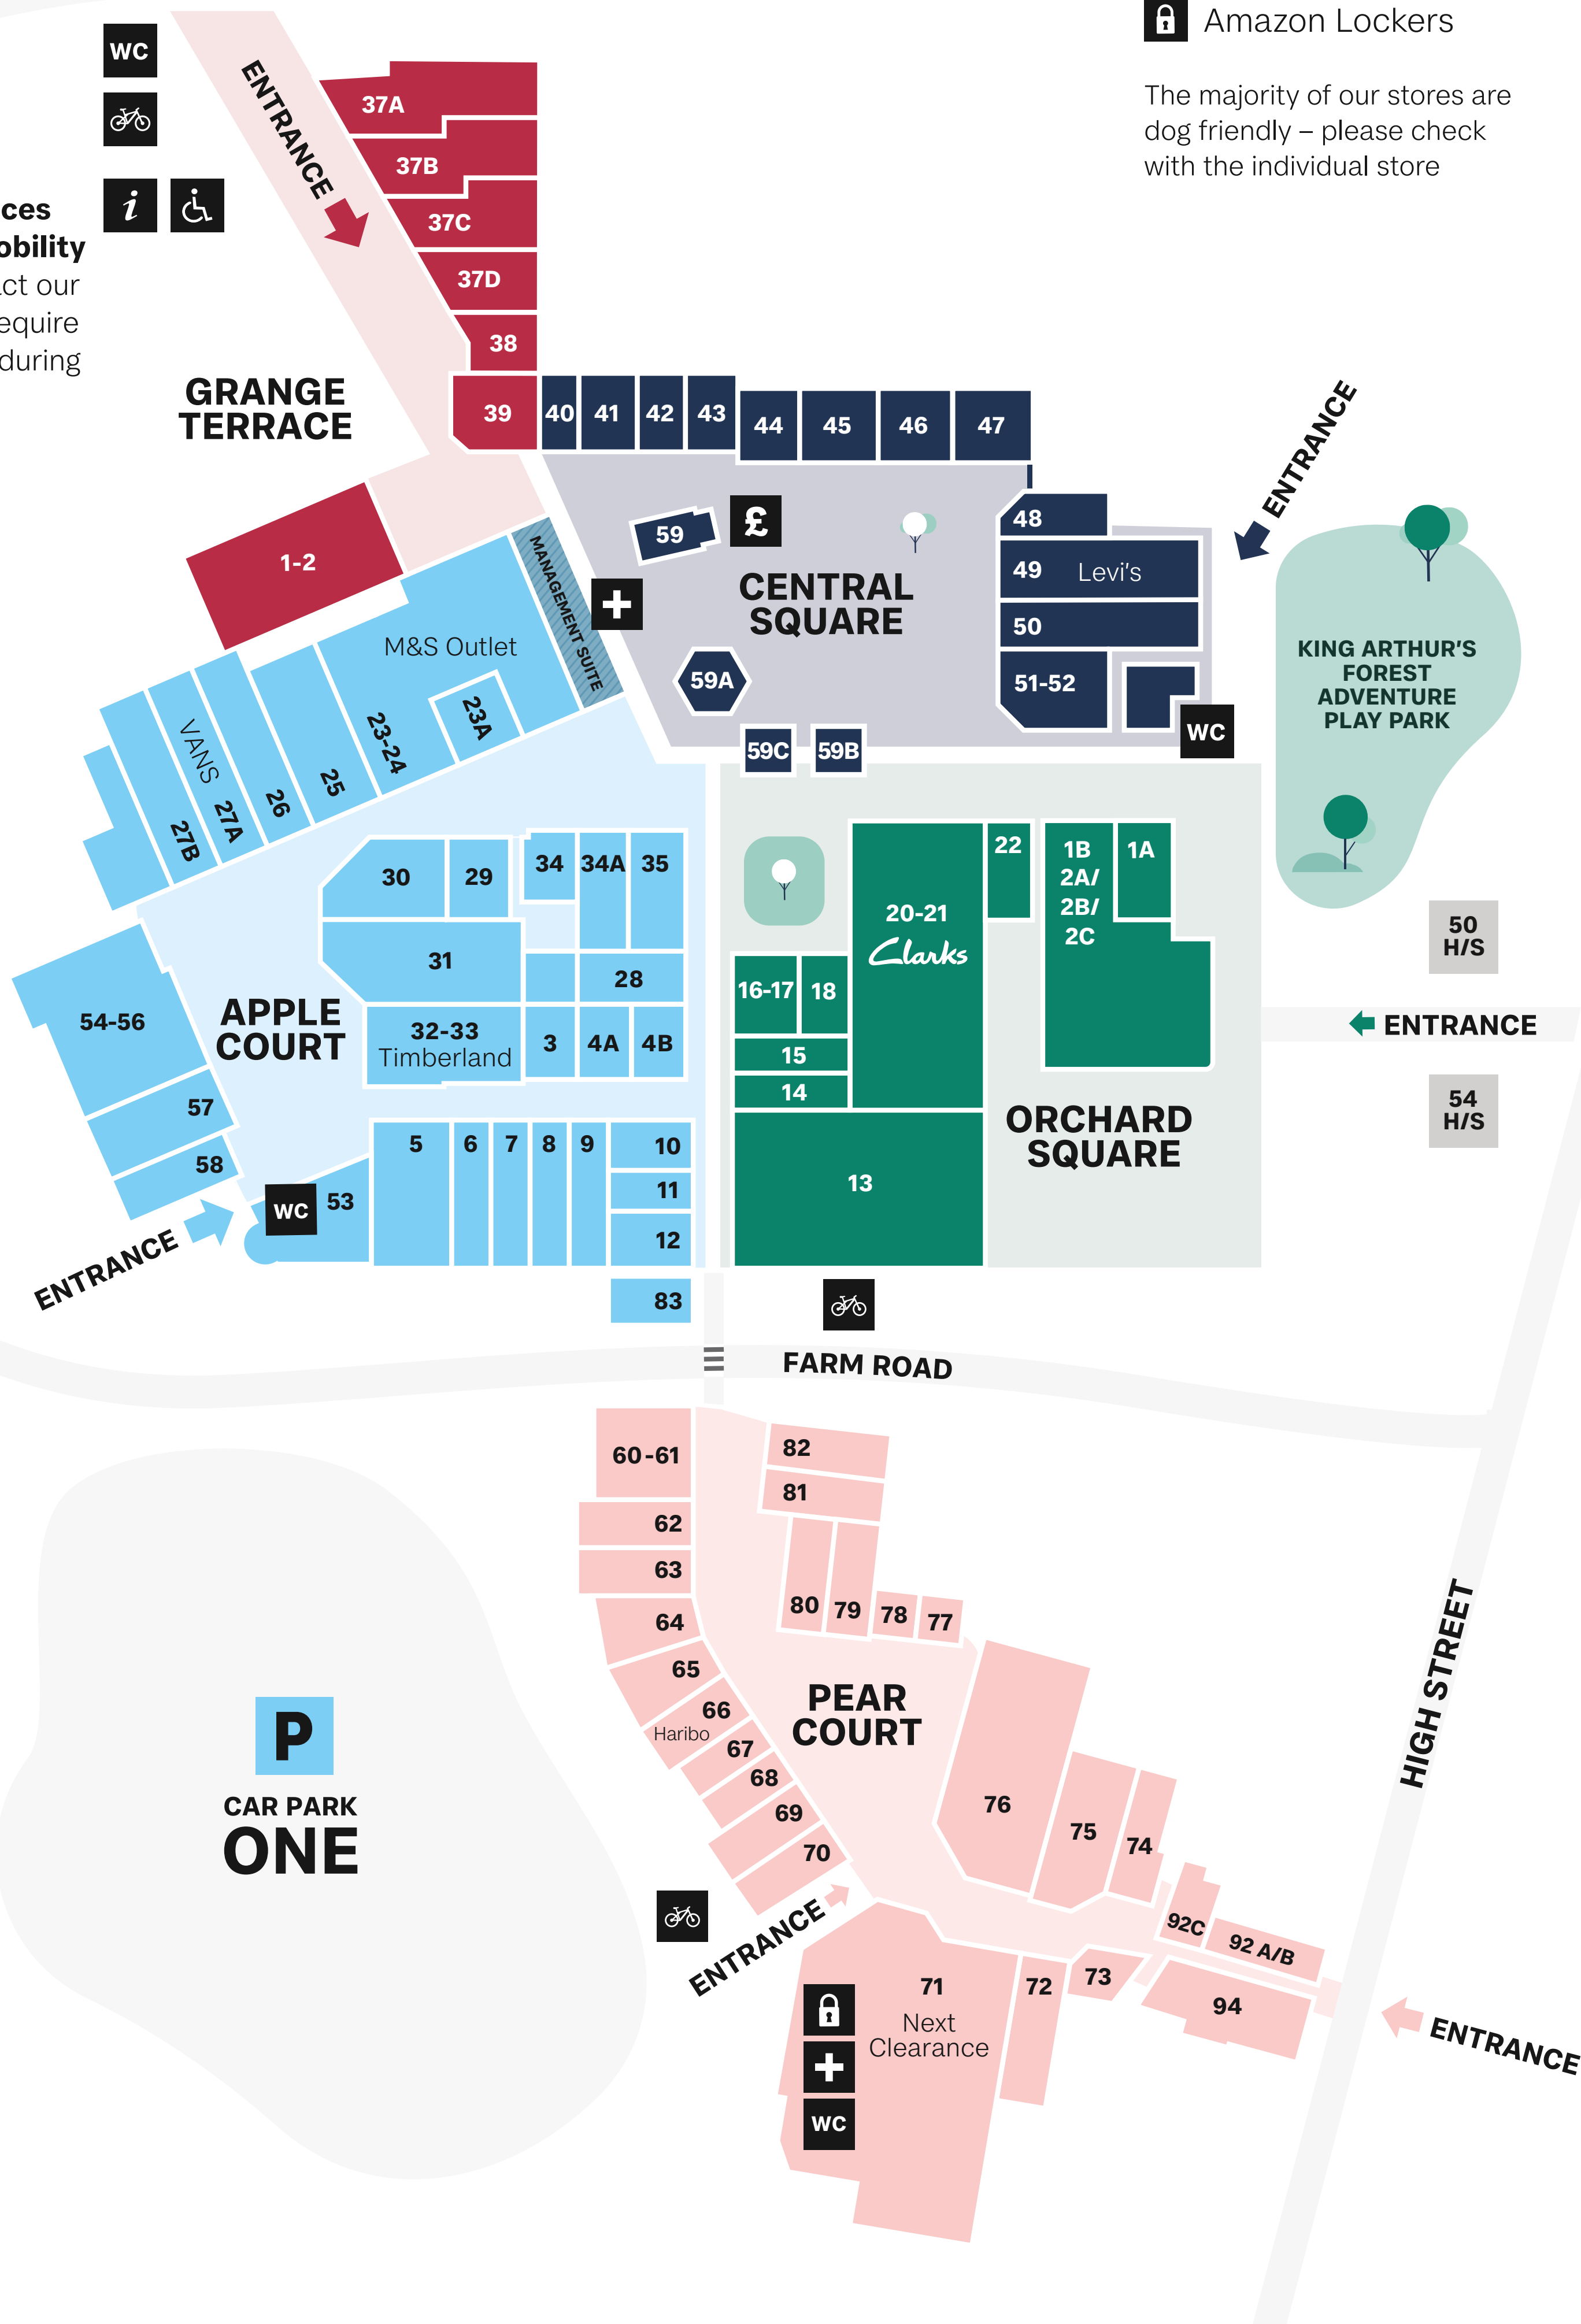 WC
i
ces
obility
ct our
equire
during
Amazon Lockers
The majority of our stores are
dog friendly – please check
with the individual store
ENTRANCE
37A
37B
37C
37D
38
39
GRANGE
TERRACE
1-2
40
41
42
43
44
45
46
47
59
£
CENTRAL
SQUARE
48
49 Levi's
50
51-52
59A
59C
59B
WC
ENTRANCE
KING ARTHUR'S
FOREST
ADVENTURE
PLAY PARK
MANAGEMENT SUITE
M&S Outlet
23A
23-24
25
26
VANS
27A
27B
30
29
34
34A
35
31
28
32-33
Timberland
3
4A
4B
APPLE
COURT
54-56
57
58
WC
53
ENTRANCE
5
6
7
8
9
10
11
12
83
22
1B
2A/
2B/
2C
1A
20-21
Clarks
16-17
18
15
14
13
ORCHARD
SQUARE
50
H/S
ENTRANCE
54
H/S
FARM ROAD
60-61
62
63
64
65
66
Haribo
67
68
69
70
82
81
80
79
78
77
PEAR
COURT
76
75
74
92C
92 A/B
94
73
72
71
Next
Clearance
WC
ENTRANCE
ENTRANCE
HIGH STREET
P
CAR PARK
ONE